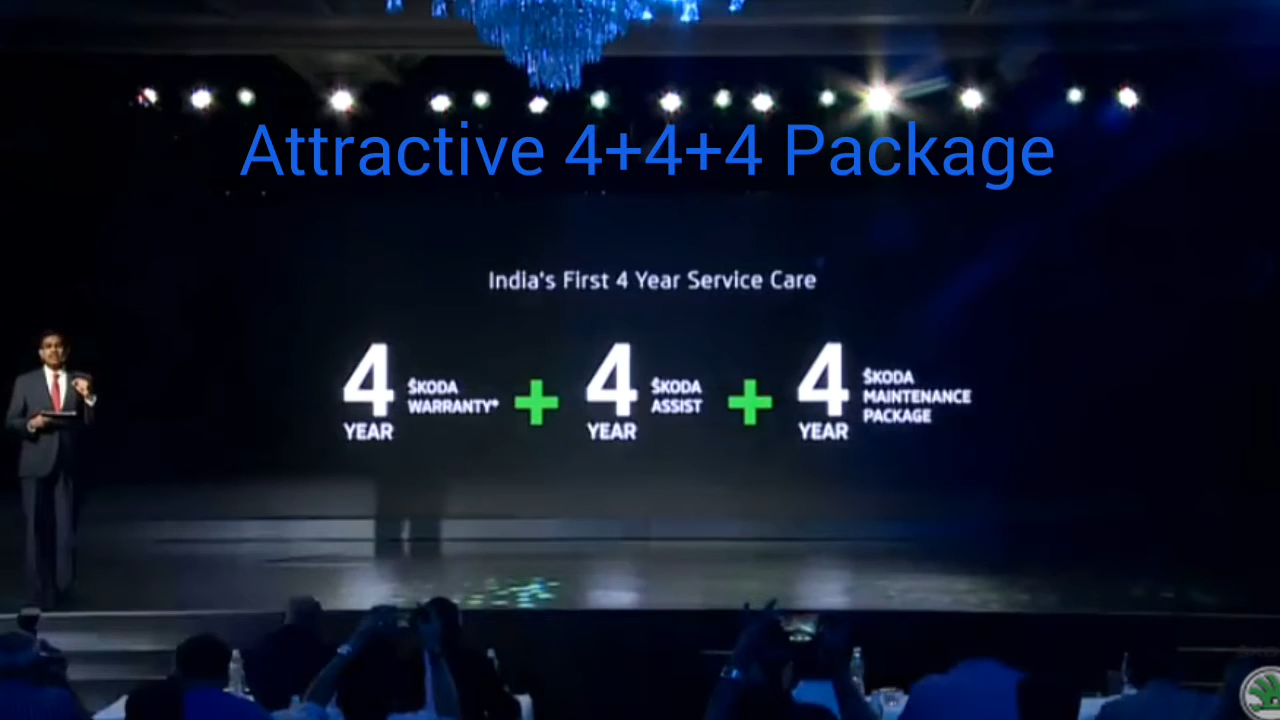 Attractive 4+4+4 Package
India's First 4 Year Service Care
4 YEAR ŠKODA WARRANTY* + 4 YEAR ŠKODA ASSIST + 4 YEAR ŠKODA MAINTENANCE PACKAGE